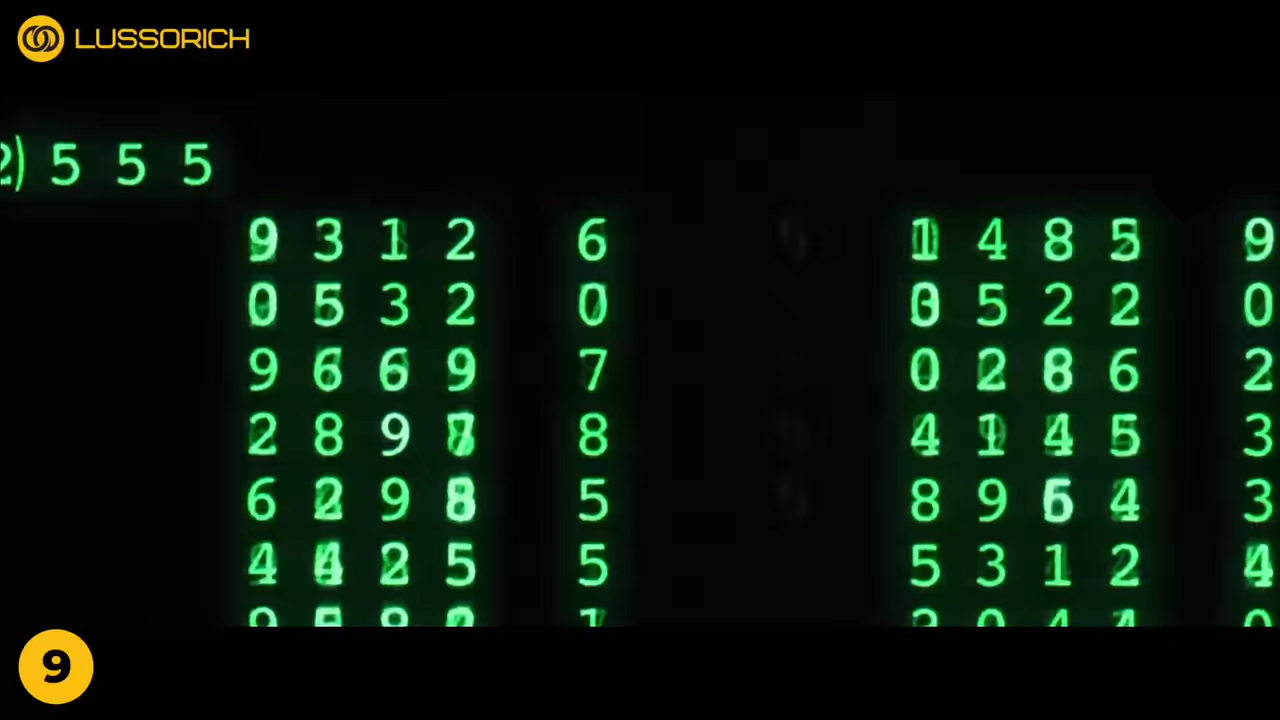 LUSSORICH
2) 5 5 5
9 3 1 2 6 1 4 8 5 9
0 5 3 2 0 5 2 2 0
9 6 6 9 7 0 2 8 6 2
2 8 9 8 4 1 4 5 3
6 2 9 8 5 8 9 6 4 3
4 4 2 5 5 5 3 1 2 4
9